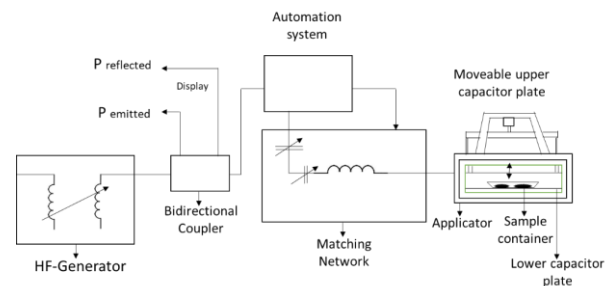 Automation
system
P reflected
Display
P emitted
Moveable upper
capacitor plate
Bidirectional
Coupler
HF-Generator
Matching
Network
Applicator
Sample
container
Lower capacitor
plate